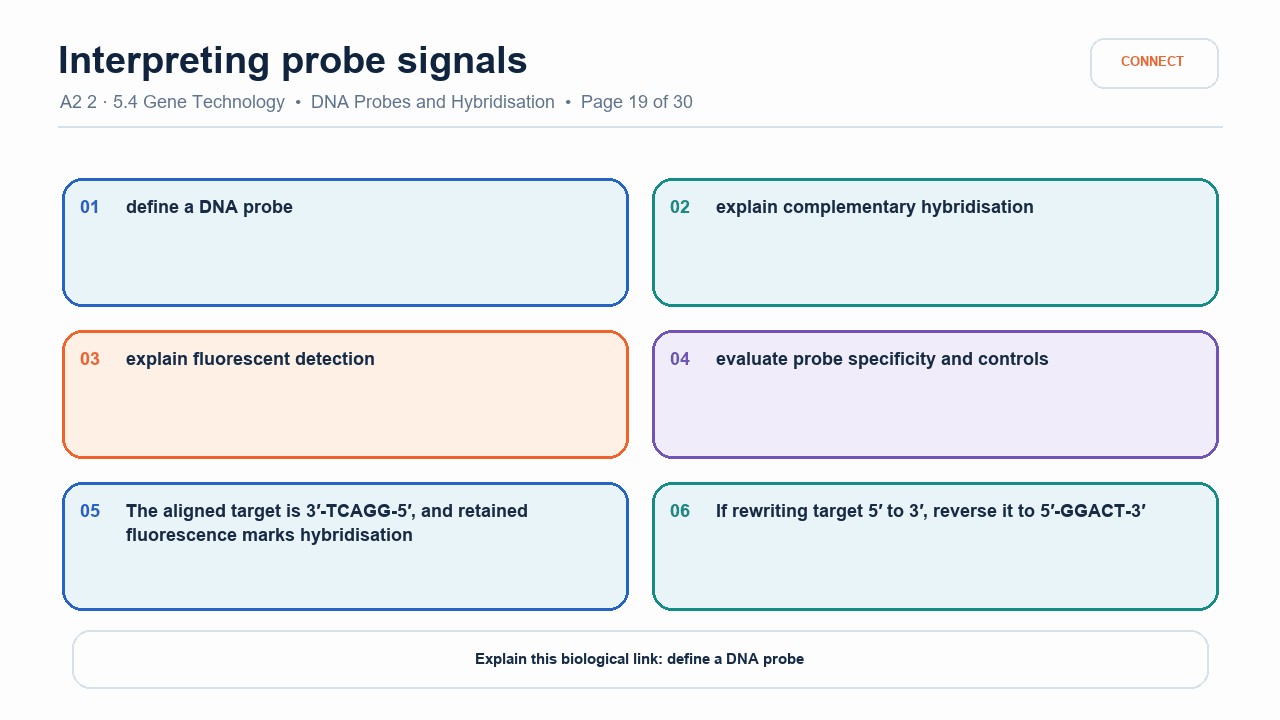 Interpreting probe signals
CONNECT
A2 2 · 5.4 Gene Technology • DNA Probes and Hybridisation • Page 19 of 30
01 define a DNA probe
02 explain complementary hybridisation
03 explain fluorescent detection
04 evaluate probe specificity and controls
05 The aligned target is 3′-TCAGG-5′, and retained
fluorescence marks hybridisation
06 If rewriting target 5′ to 3′, reverse it to 5′-GGACT-3′
Explain this biological link: define a DNA probe